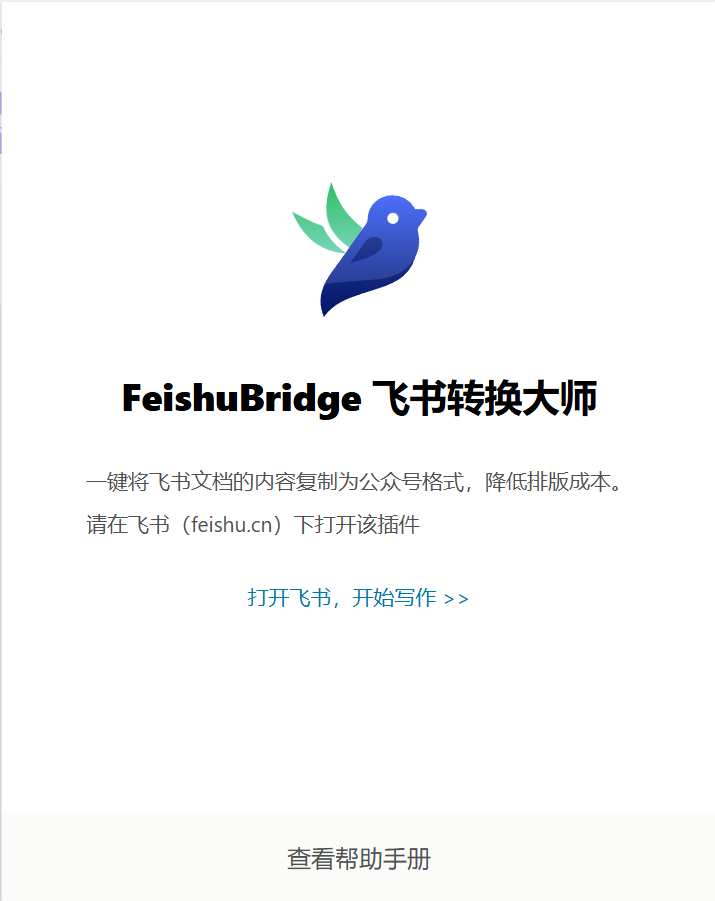 FeishuBridge 飞书转换大师
一键将飞书文档的内容复制为公众号格式，降低排版成本。
请在飞书（feishu.cn）下打开该插件
打开飞书，开始写作 >>
查看帮助手册